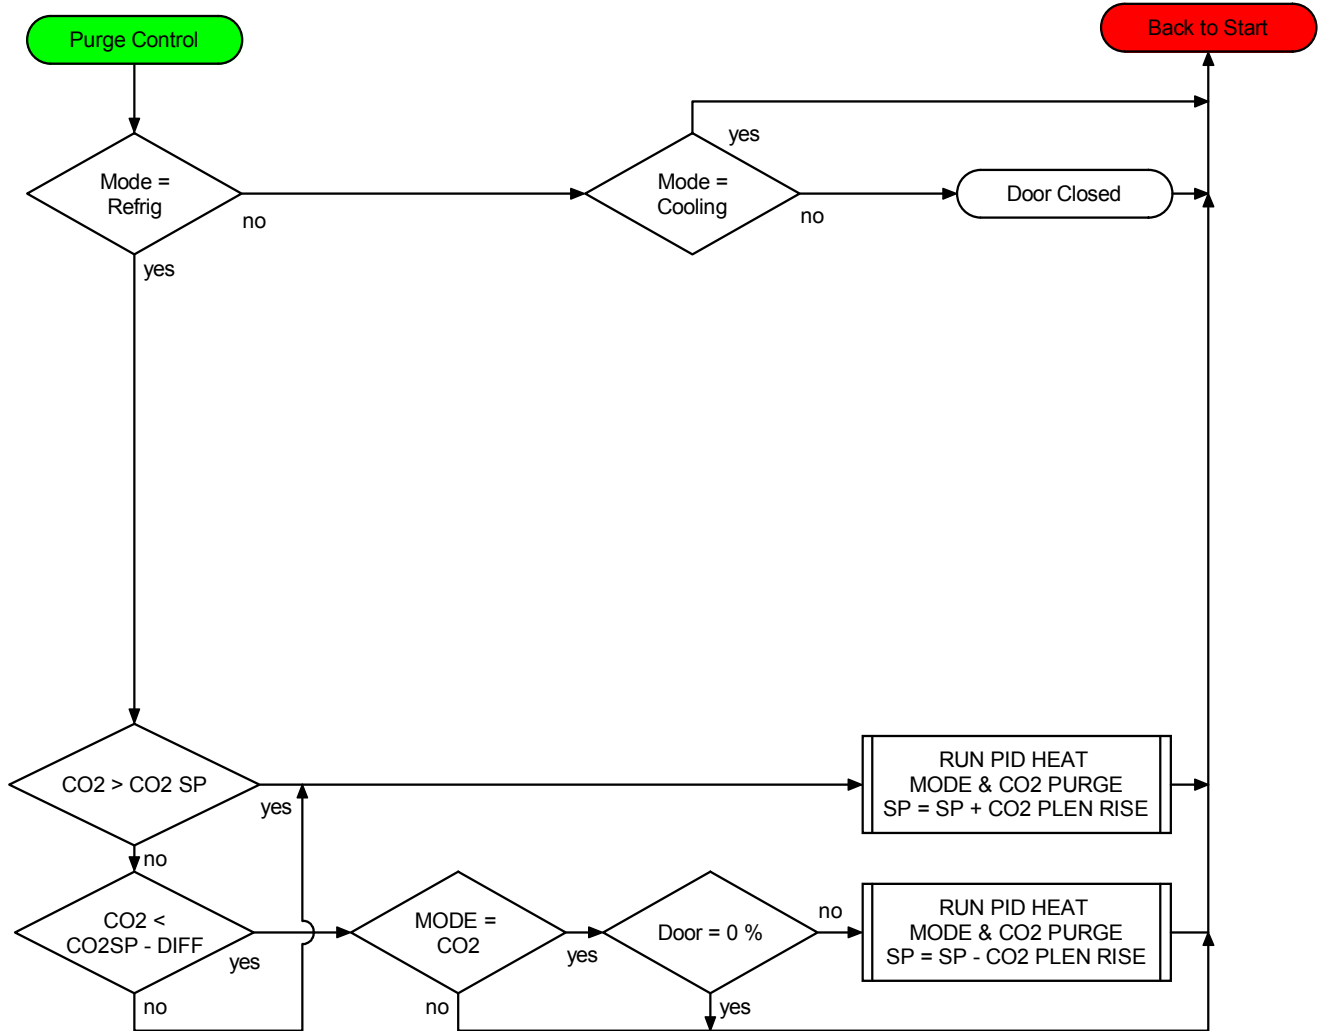 Purge Control
Back to Start
Mode =
Refrig
no
yes
Mode =
Cooling
yes
no
Door Closed
CO2 > CO2 SP
yes
no
RUN PID HEAT
MODE & CO2 PURGE
SP = SP + CO2 PLEN RISE
CO2 <
CO2SP - DIFF
yes
no
MODE =
CO2
yes
no
Door = 0 %
no
yes
RUN PID HEAT
MODE & CO2 PURGE
SP = SP - CO2 PLEN RISE